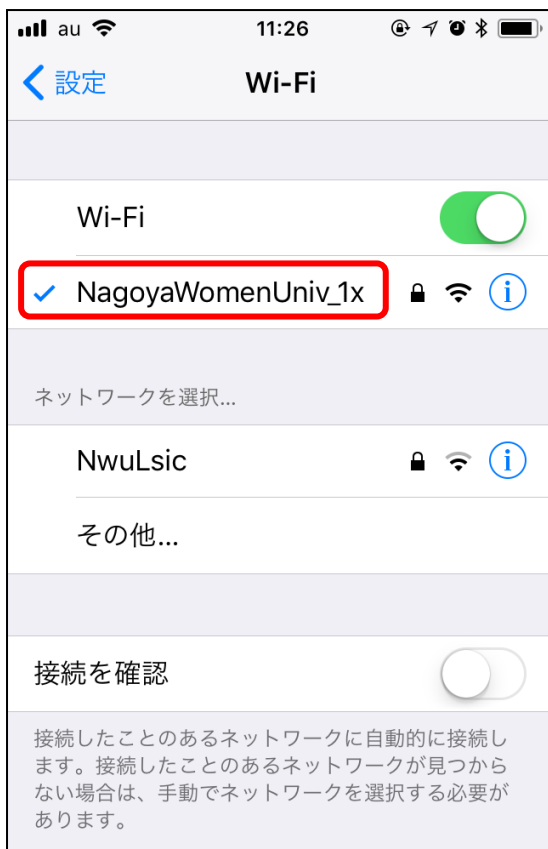 au 11:26
設定 Wi-Fi
Wi-Fi
NagoyaWomenUniv_1x
ネットワークを選択...
NwuLsic
その他...
接続を確認
接続したことのあるネットワークに自動的に接続し
ます。接続したことのあるネットワークが見つから
ない場合は、手動でネットワークを選択する必要が
あります。